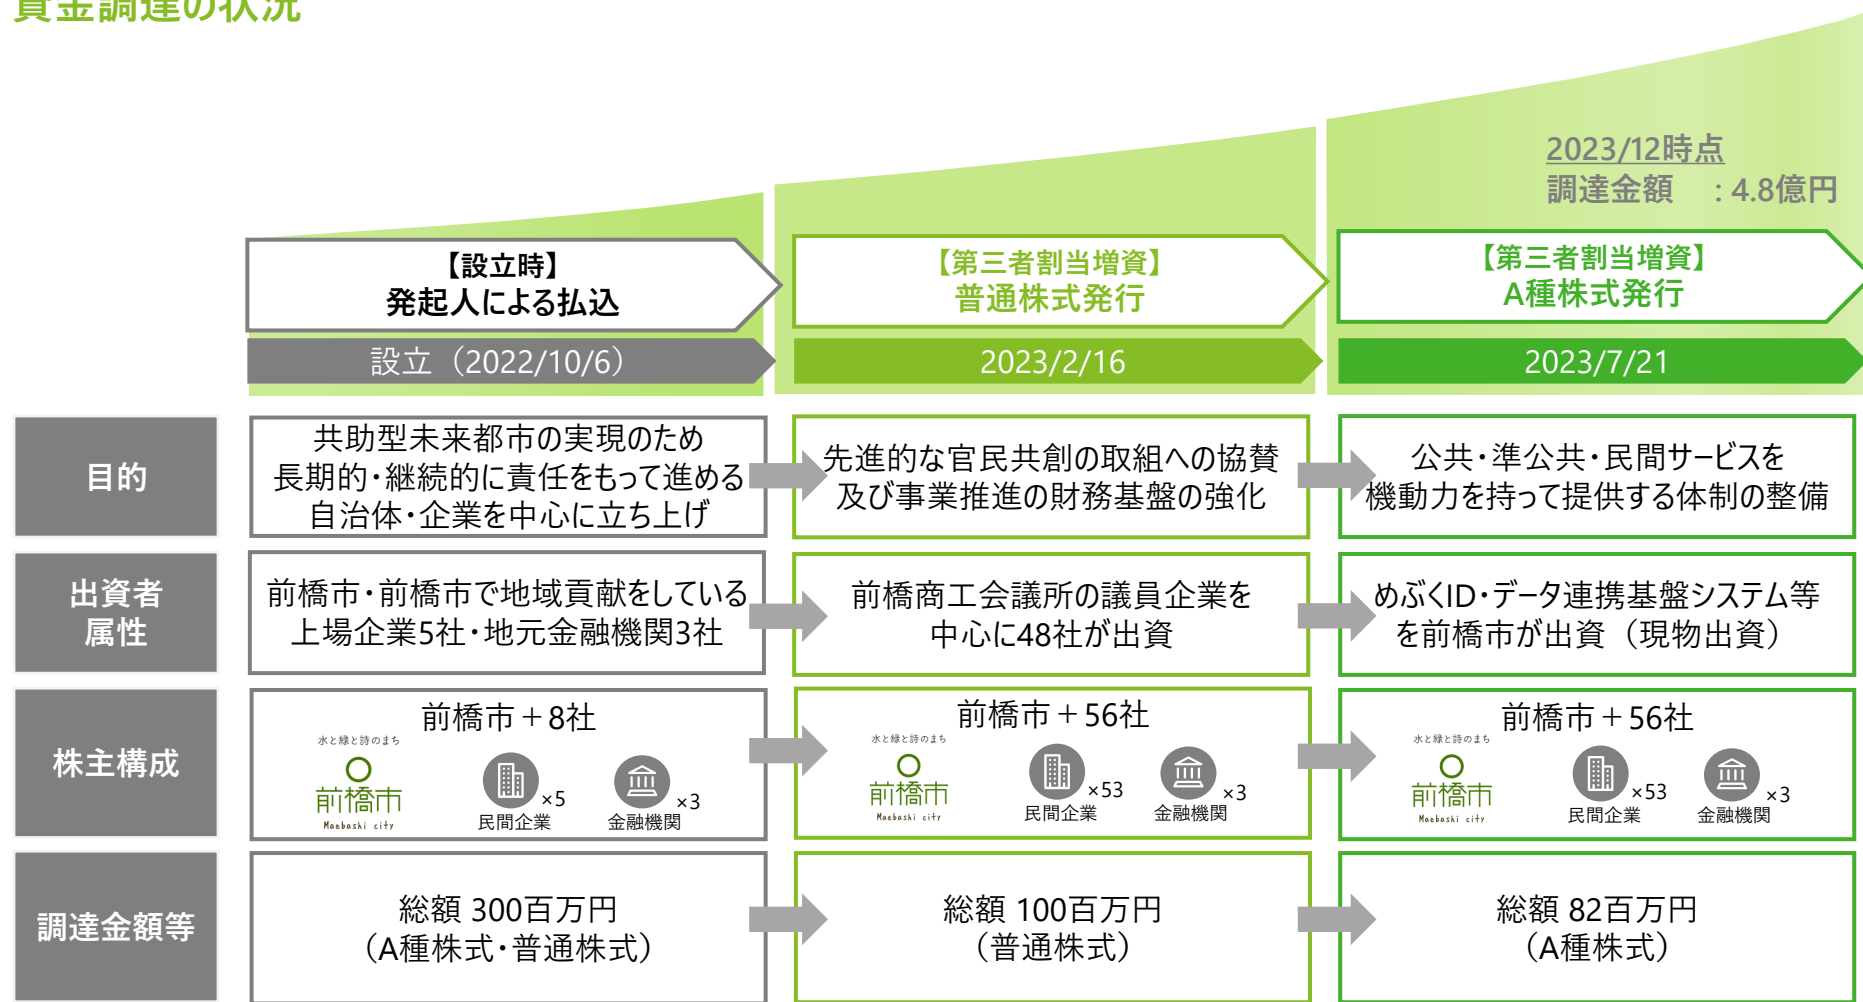 資金調達の状況
2023/12時点
調達金額　: 4.8億円
【設立時】
発起人による払込
【第三者割当増資】
普通株式発行
【第三者割当増資】
A種株式発行
設立（2022/10/6）
2023/2/16
2023/7/21
目的
共助型未来都市の実現のため
長期的・継続的に責任をもって進める
自治体・企業を中心に立ち上げ
先進的な官民共創の取組への協賛
及び事業推進の財務基盤の強化
公共・準公共・民間サービスを
機動力を持って提供する体制の整備
出資者
属性
前橋市・前橋市で地域貢献をしている
上場企業5社・地元金融機関3社
前橋商工会議所の議員企業を
中心に48社が出資
めぶくID・データ連携基盤システム等
を前橋市が出資（現物出資）
株主構成
前橋市＋8社
水と緑と詩のまち
前橋市
Maebashi city
×5
民間企業
×3
金融機関
前橋市＋56社
水と緑と詩のまち
前橋市
Maebashi city
×53
民間企業
×3
金融機関
前橋市＋56社
水と緑と詩のまち
前橋市
Maebashi city
×53
民間企業
×3
金融機関
調達金額等
総額 300百万円
（A種株式・普通株式）
総額 100百万円
（普通株式）
総額 82百万円
（A種株式）